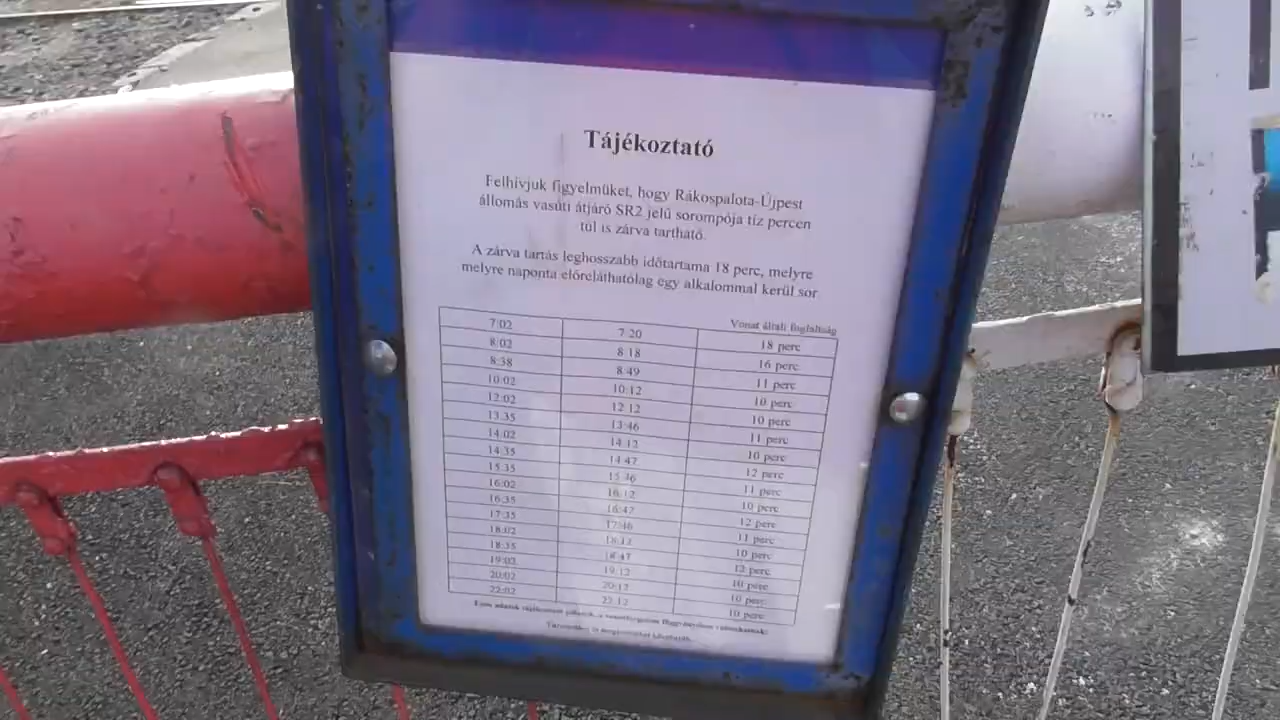 Tájékoztató
Felhívjuk figyelmüket, hogy Rákospalota-Újpest
állomás vasúti átjáró SR2 jelű sorompója tíz percen
túl is zárva tartható.
A zárva tartás leghosszabb időtartama 18 perc, melyre
melyre naponta előreláthatólag egy alkalommal kerül sor
Vonat általi foglaltság
7:02 7:20 18 perc
8:02 8:18 16 perc
8:38 8:49 11 perc
10:02 10:12 10 perc
12:02 12:12 10 perc
13:35 13:46 11 perc
14:02 14:12 10 perc
14:35 14:47 12 perc
15:35 15:46 11 perc
16:02 16:12 10 perc
16:35 16:47 12 perc
17:35 17:46 11 perc
18:02 18:12 10 perc
18:35 18:47 12 perc
19:02 19:12 10 perc
20:02 20:12 10 perc
22:02 22:12 10 perc